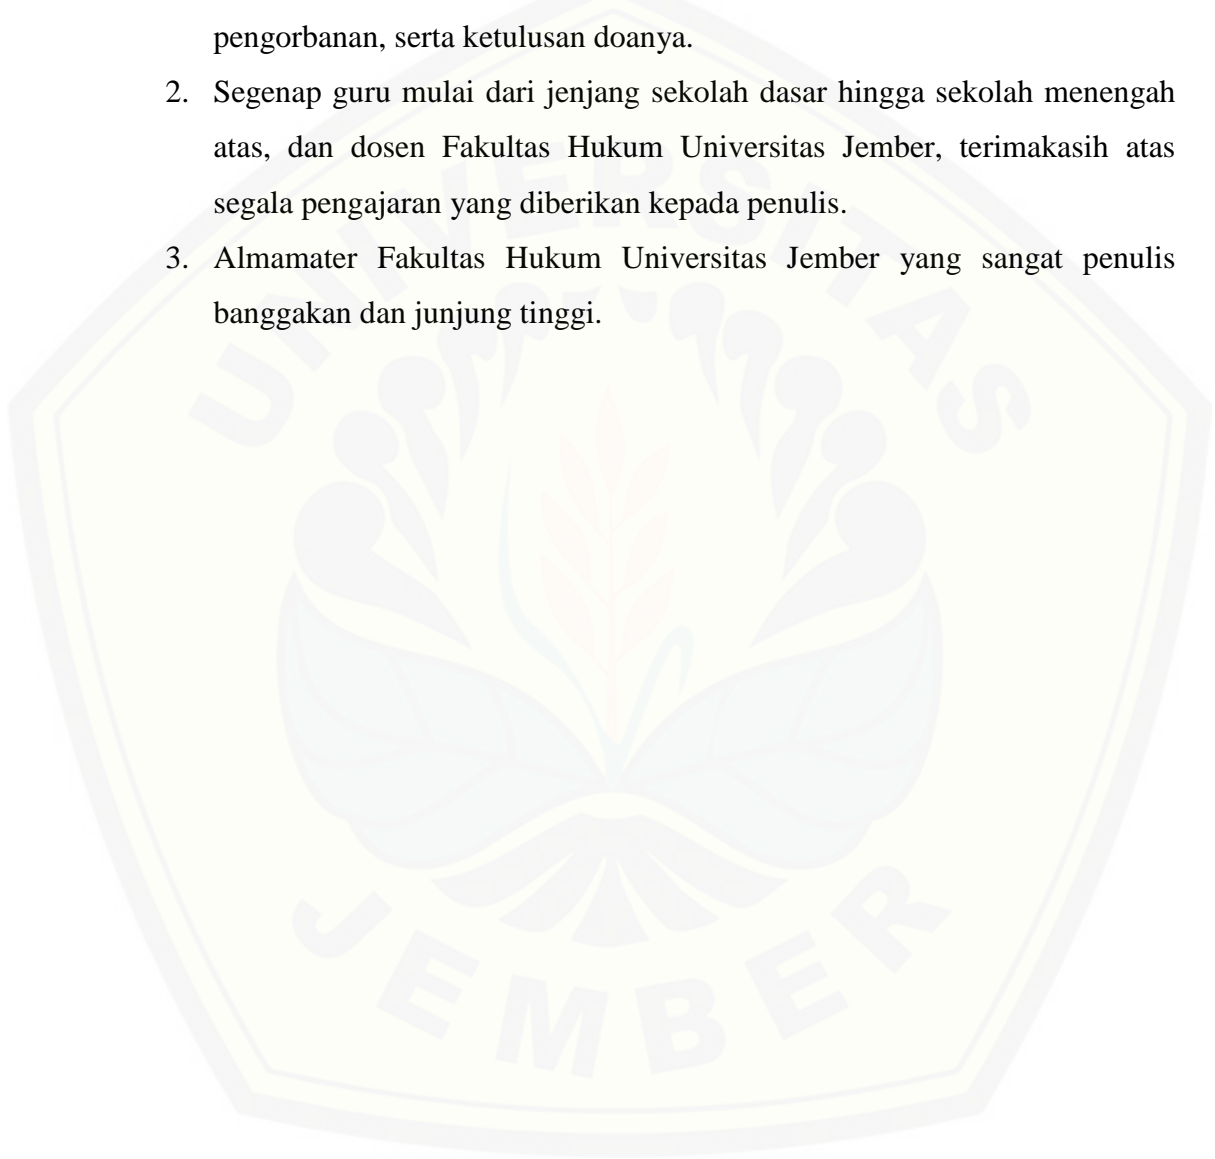 pengorbanan, serta ketulusan doanya.
2. Segenap guru mulai dari jenjang sekolah dasar hingga sekolah menengah
atas, dan dosen Fakultas Hukum Universitas Jember, terimakasih atas
segala pengajaran yang diberikan kepada penulis.
3. Almamater Fakultas Hukum Universitas Jember yang sangat penulis
banggakan dan junjung tinggi.
UNIVERSITAS
JEMBER